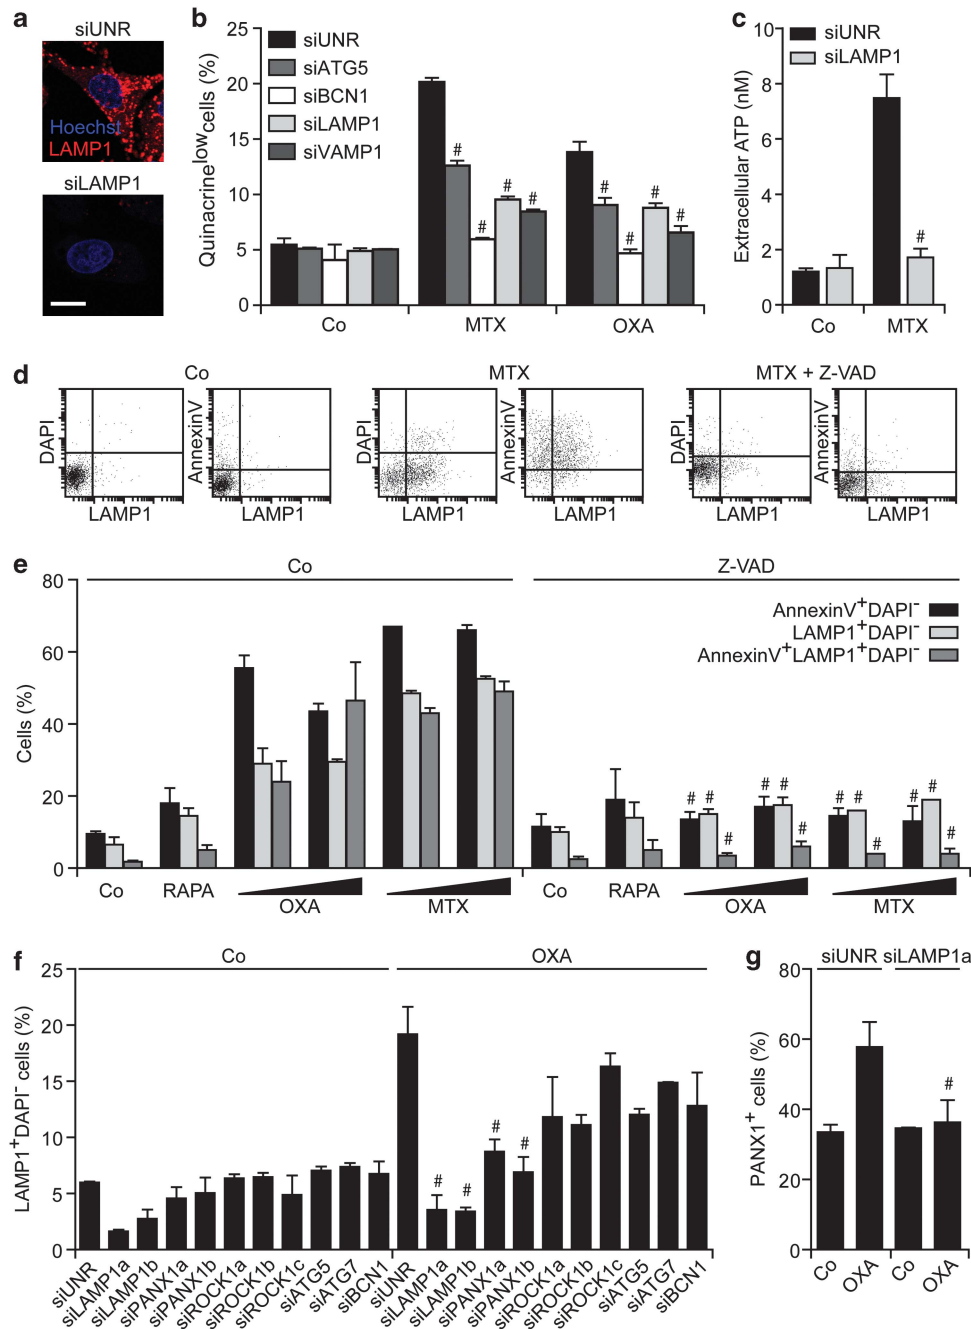 a
siUNR
Hoechst
LAMP1
siLAMP1
b
Quinacrine^low cells (%)
25
20
15
10
5
0
siUNR
siATG5
siBCN1
siLAMP1
siVAMP1
# # # #
# # # #
Co MTX OXA
c
Extracellular ATP (nM)
10
8
6
4
2
0
siUNR
siLAMP1
#
Co MTX
d
Co MTX MTX + Z-VAD
DAPI AnnexinV DAPI AnnexinV DAPI AnnexinV
LAMP1 LAMP1 LAMP1 LAMP1 LAMP1 LAMP1
e
Co Z-VAD
Cells (%)
80
60
40
20
0
AnnexinV⁺DAPI⁻
LAMP1⁺DAPI⁻
AnnexinV⁺LAMP1⁺DAPI⁻
# # # # # # # # # # # #
Co RAPA OXA MTX Co RAPA OXA MTX
f
Co OXA
LAMP1⁺DAPI⁻ cells (%)
25
20
15
10
5
0
# # # #
siUNR siLAMP1a siLAMP1b siPANX1a siPANX1b siROCK1a siROCK1b siROCK1c siATG5 siATG7 siBCN1 siUNR siLAMP1a siLAMP1b siPANX1a siPANX1b siROCK1a siROCK1b siROCK1c siATG5 siATG7 siBCN1
g
siUNR siLAMP1a
PANX1⁺ cells (%)
80
60
40
20
0
#
Co OXA Co OXA